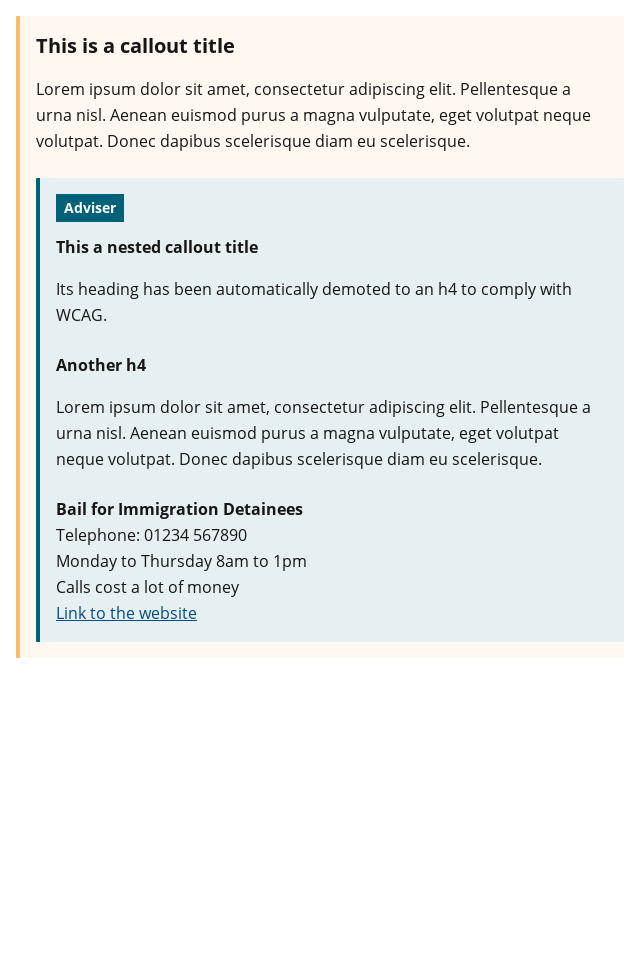 This is a callout title
Lorem ipsum dolor sit amet, consectetur adipiscing elit. Pellentesque a
urna nisl. Aenean euismod purus a magna vulputate, eget volutpat neque
volutpat. Donec dapibus scelerisque diam eu scelerisque.
Adviser
This a nested callout title
Its heading has been automatically demoted to an h4 to comply with
WCAG.
Another h4
Lorem ipsum dolor sit amet, consectetur adipiscing elit. Pellentesque a
urna nisl. Aenean euismod purus a magna vulputate, eget volutpat
neque volutpat. Donec dapibus scelerisque diam eu scelerisque.
Bail for Immigration Detainees
Telephone: 01234 567890
Monday to Thursday 8am to 1pm
Calls cost a lot of money
Link to the website